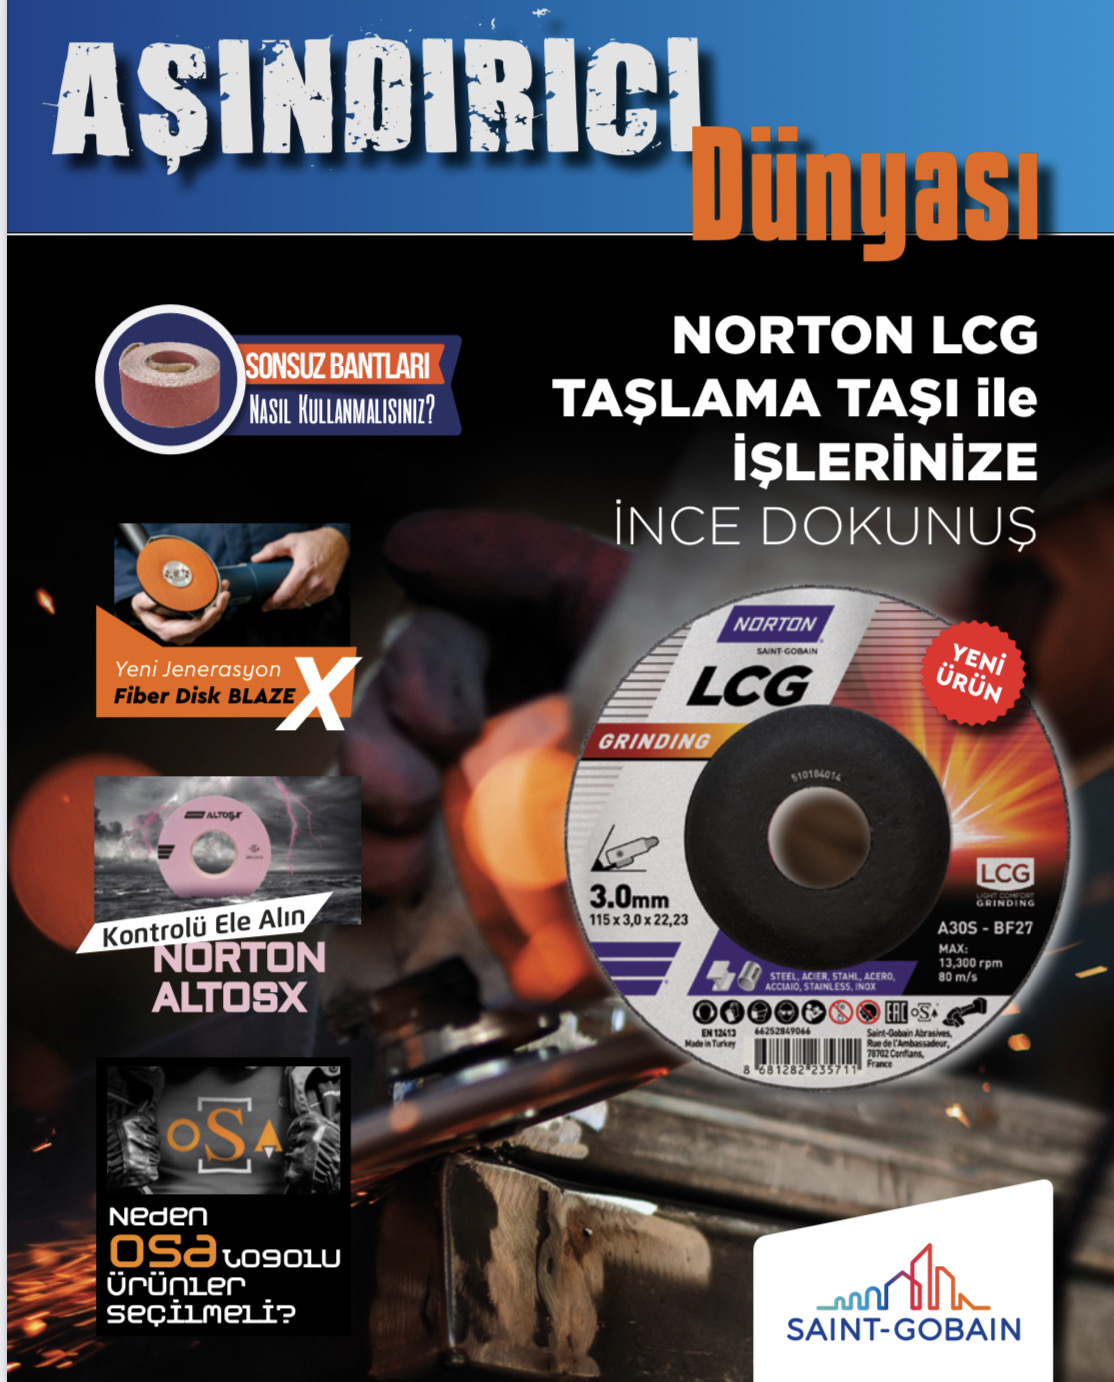 AŞINDIRICI
Dünyası
SONSUZ BANTLARI
NASIL KULLANMALISINIZ?
NORTON LCG
TAŞLAMA TAŞI ile
İŞLERİNİZE
İNCE DOKUNUŞ
Yeni Jenerasyon
Fiber Disk BLAZE X
ALTOSX
Kontrolü Ele Alın
NORTON
ALTOSX
oSA
Neden
osa Logolu
ürünler
seçilmeli?
NORTON
SAINT-GOBAIN
LCG
GRINDING
YENİ
ÜRÜN
510184014
3.0mm
115 x 3,0 x 22,23
LCG
LIGHT COMFORT
GRINDING
A30S - BF27
MAX:
13,300 rpm
80 m/s
STEEL, ACIER, STAHL, ACERO,
ACCIAIO, STAINLESS, INOX
EAC oSA
EN 12413
Made in Turkey
66252849066
8 681282 235711
Saint-Gobain Abrasives,
Rue de l'Ambassadeur,
78702 Conflans,
France
SAINT-GOBAIN